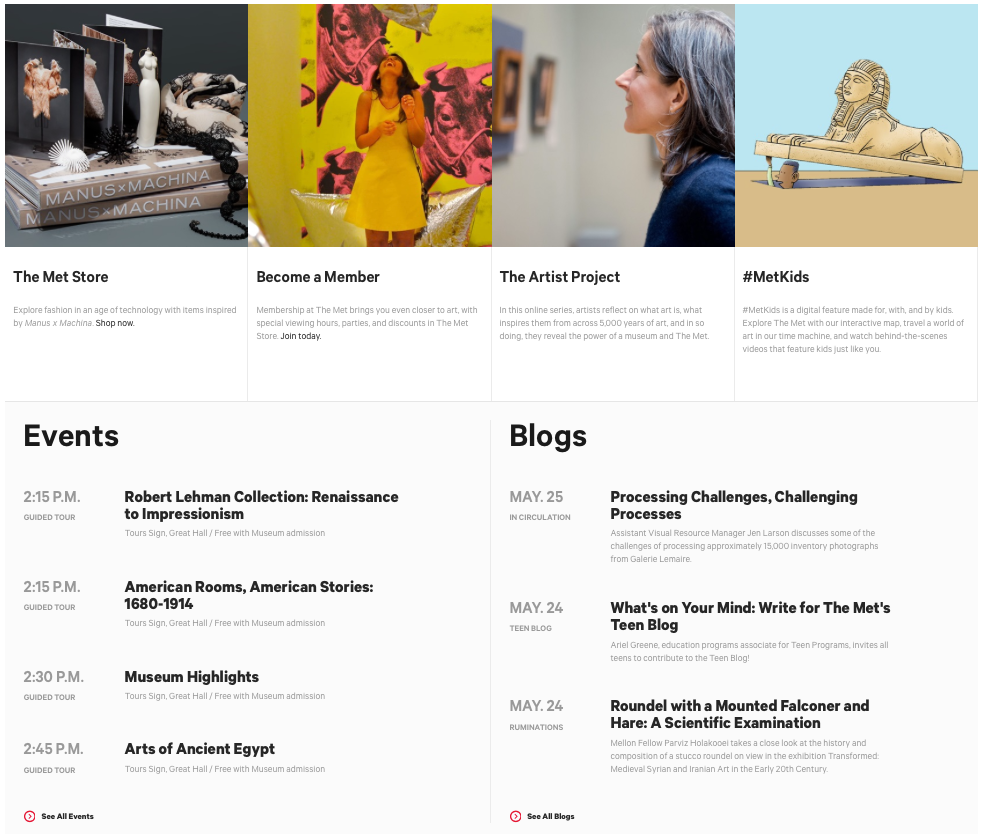 MANUS x MACHINA
MANUS x MACHINA
The Met Store
Explore fashion in an age of technology with items inspired
by Manus x Machina. Shop now.
Become a Member
Membership at The Met brings you even closer to art, with
special viewing hours, parties, and discounts in The Met
Store. Join today.
The Artist Project
In this online series, artists reflect on what art is, what
inspires them from across 5,000 years of art, and in so
doing, they reveal the power of a museum and The Met.
#MetKids
#MetKids is a digital feature made for, with, and by kids.
Explore The Met with our interactive map, travel a world of
art in our time machine, and watch behind-the-scenes
videos that feature kids just like you.
Events
2:15 P.M.
GUIDED TOUR
Robert Lehman Collection: Renaissance
to Impressionism
Tours Sign, Great Hall / Free with Museum admission
2:15 P.M.
GUIDED TOUR
American Rooms, American Stories:
1680-1914
Tours Sign, Great Hall / Free with Museum admission
2:30 P.M.
GUIDED TOUR
Museum Highlights
Tours Sign, Great Hall / Free with Museum admission
2:45 P.M.
GUIDED TOUR
Arts of Ancient Egypt
Tours Sign, Great Hall / Free with Museum admission
See All Events
Blogs
MAY. 25
IN CIRCULATION
Processing Challenges, Challenging
Processes
Assistant Visual Resource Manager Jen Larson discusses some of the
challenges of processing approximately 15,000 inventory photographs
from Galerie Lemaire.
MAY. 24
TEEN BLOG
What's on Your Mind: Write for The Met's
Teen Blog
Ariel Greene, education programs associate for Teen Programs, invites all
teens to contribute to the Teen Blog!
MAY. 24
RUMINATIONS
Roundel with a Mounted Falconer and
Hare: A Scientific Examination
Mellon Fellow Parviz Holakooei takes a close look at the history and
composition of a stucco roundel on view in the exhibition Transformed:
Medieval Syrian and Iranian Art in the Early 20th Century.
See All Blogs